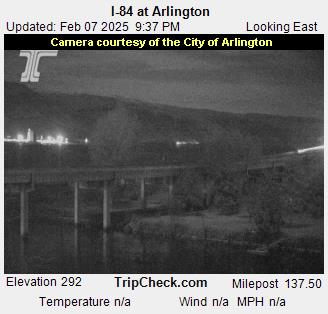 I-84 at Arlington
Updated: Feb 07 2025 9:37 PM Looking East
Camera courtesy of the City of Arlington
Elevation 292 TripCheck.com Milepost 137.50
Temperature n/a Wind n/a MPH n/a